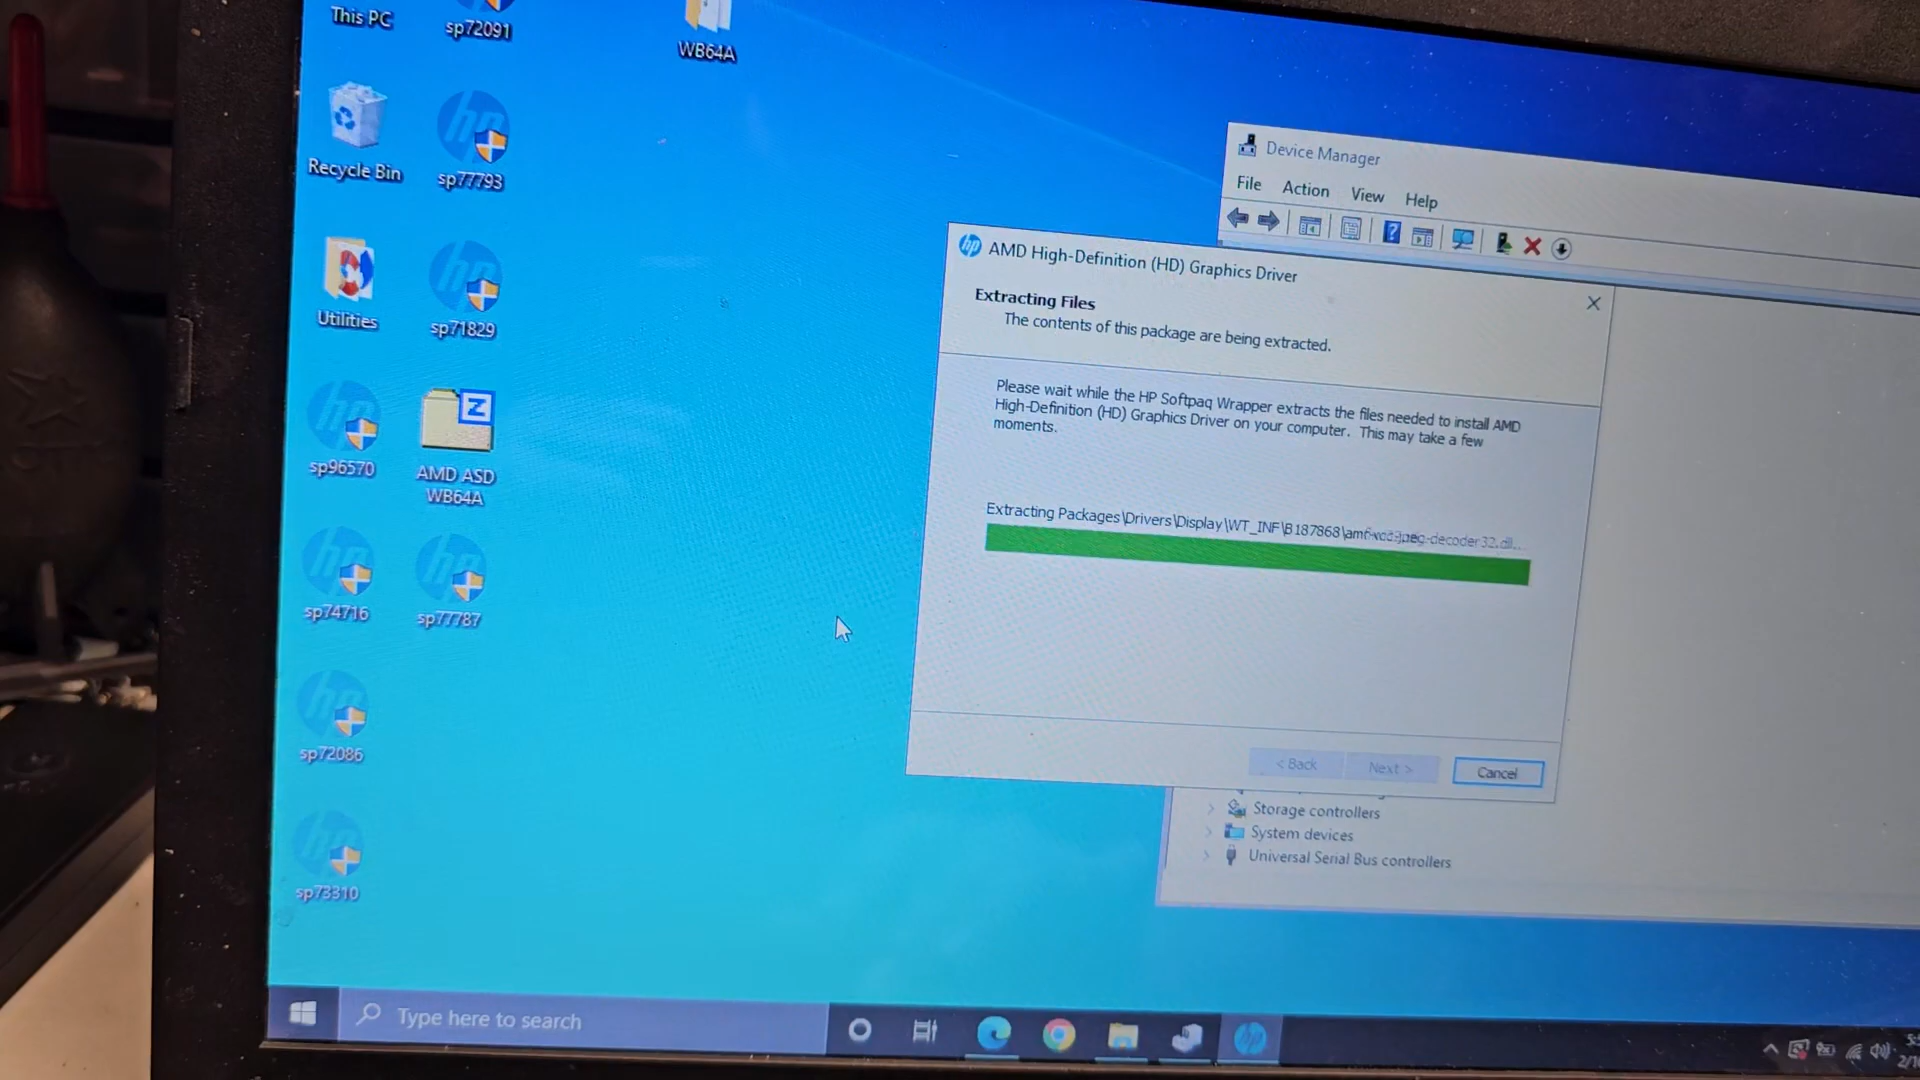 This PC
sp72091
WB64A
Recycle Bin
sp77793
Utilities
sp71829
sp96570
AMD ASD
WB64A
sp74716
sp77787
sp72086
sp73310
Device Manager
File Action View Help
hp AMD High-Definition (HD) Graphics Driver
Extracting Files
The contents of this package are being extracted.
Please wait while the HP Softpaq Wrapper extracts the files needed to install AMD
High-Definition (HD) Graphics Driver on your computer. This may take a few
moments.
Extracting Packages\Drivers\Display\WT_INF\B187868\
< Back Next > Cancel
Storage controllers
System devices
Universal Serial Bus controllers
Type here to search